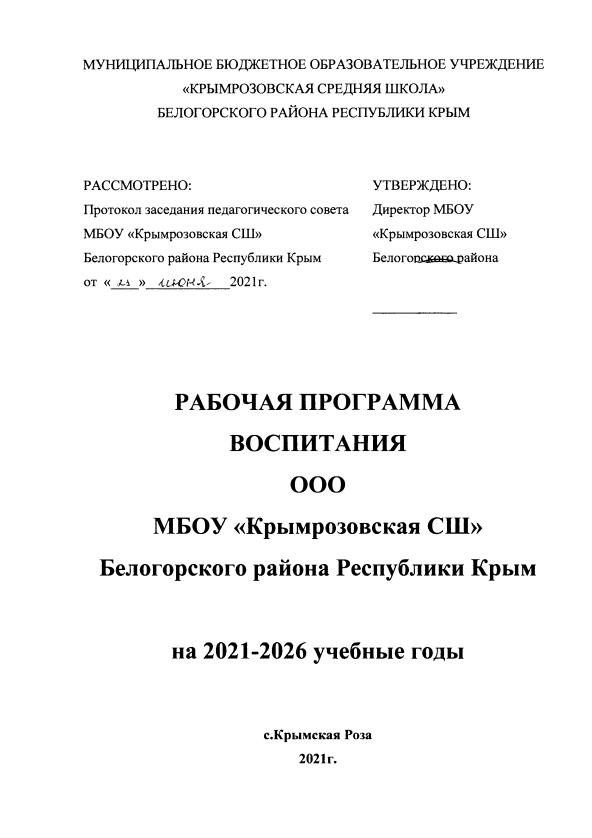 МУНИЦИПАЛЬНОЕ БЮДЖЕТНОЕ ОБРАЗОВАТЕЛЬНОЕ УЧРЕЖДЕНИЕ
«КРЫМРОЗОВСКАЯ СРЕДНЯЯ ШКОЛА»
БЕЛОГОРСКОГО РАЙОНА РЕСПУБЛИКИ КРЫМ
РАССМОТРЕНО:
Протокол заседания педагогического совета
МБОУ «Крымрозовская СШ»
Белогорского района Республики Крым
от «___» июня 2021г.
УТВЕРЖДЕНО:
Директор МБОУ
«Крымрозовская СШ»
Белогорского района
РАБОЧАЯ ПРОГРАММА
ВОСПИТАНИЯ
ООО
МБОУ «Крымрозовская СШ»
Белогорского района Республики Крым
на 2021-2026 учебные годы
с.Крымская Роза
2021г.